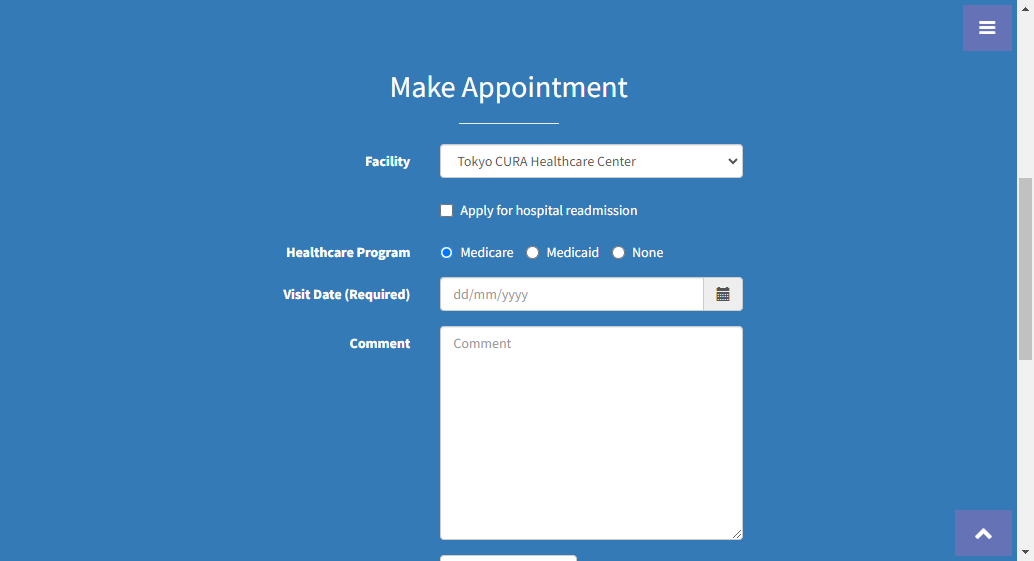 Make Appointment
Facility
Tokyo CURA Healthcare Center
Apply for hospital readmission
Healthcare Program
Medicare Medicaid None
Visit Date (Required)
dd/mm/yyyy
Comment
Comment